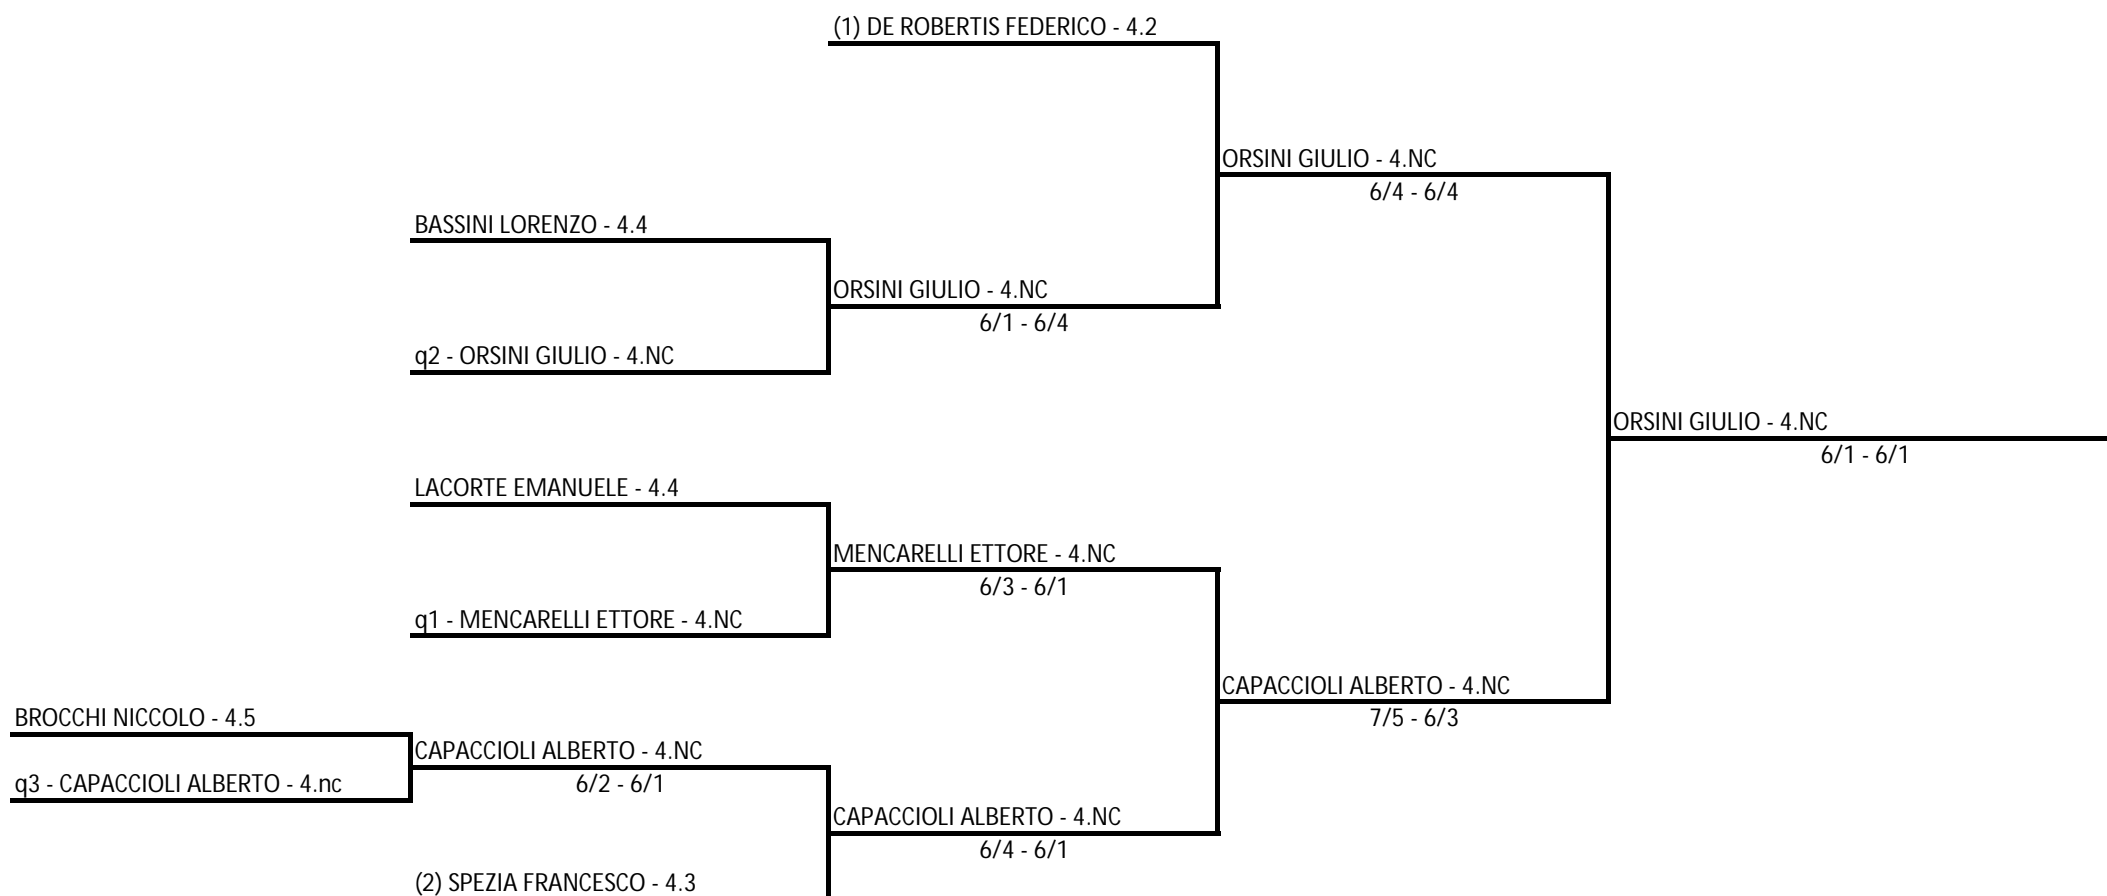 (1) DE ROBERTIS FEDERICO - 4.2
ORSINI GIULIO - 4.NC
6/4 - 6/4
BASSINI LORENZO - 4.4
ORSINI GIULIO - 4.NC
6/1 - 6/4
q2 - ORSINI GIULIO - 4.NC
ORSINI GIULIO - 4.NC
6/1 - 6/1
LACORTE EMANUELE - 4.4
MENCARELLI ETTORE - 4.NC
6/3 - 6/1
q1 - MENCARELLI ETTORE - 4.NC
CAPACCIOLI ALBERTO - 4.NC
7/5 - 6/3
BROCCHI NICCOLO - 4.5
CAPACCIOLI ALBERTO - 4.NC
6/2 - 6/1
q3 - CAPACCIOLI ALBERTO - 4.nc
CAPACCIOLI ALBERTO - 4.NC
6/4 - 6/1
(2) SPEZIA FRANCESCO - 4.3